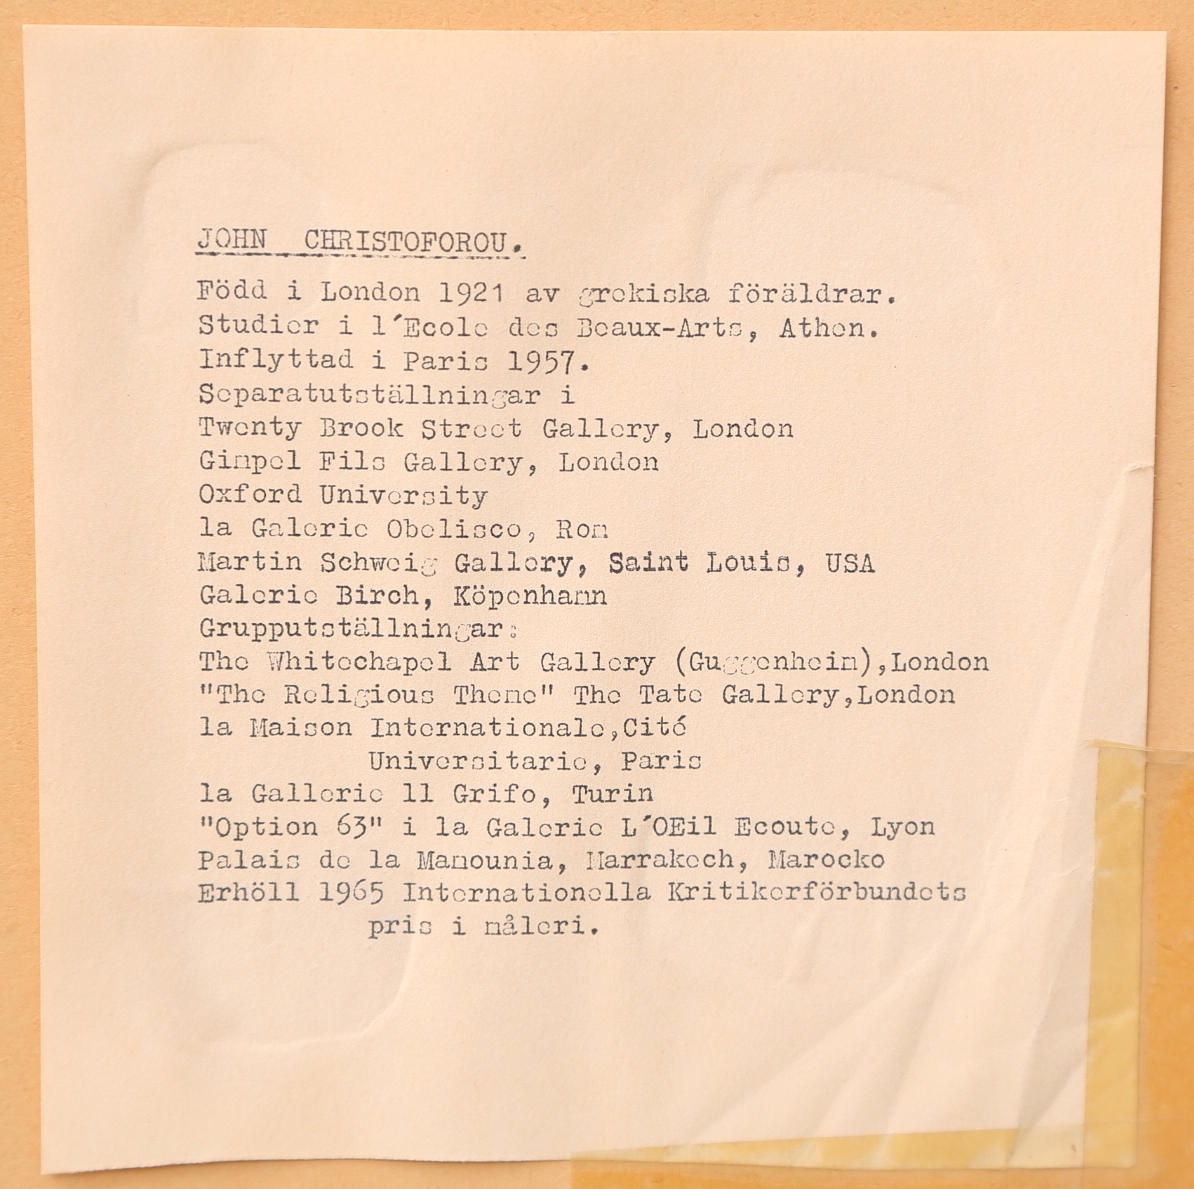 JOHN CHRISTOFOROU.
Född i London 1921 av grekiska föräldrar.
Studier i l´Ecole des Beaux-Arts, Athen.
Inflyttad i Paris 1957.
Separatutställningar i
Twenty Brook Street Gallery, London
Gimpel Fils Gallery, London
Oxford University
la Galerie Obelisco, Rom
Martin Schweig Gallery, Saint Louis, USA
Galerie Birch, Köpenhamn
Grupputställningar:
The Whitechapel Art Gallery (Guggenheim),London
"The Religious Theme" The Tate Gallery,London
la Maison Internationale,Cité
Universitarie, Paris
la Gallerie ll Grifo, Turin
"Option 63" i la Galerie L´OEil Ecoute, Lyon
Palais de la Mamounia, Marrakech, Marocko
Erhöll 1965 Internationella Kritikerförbundets
pris i måleri.